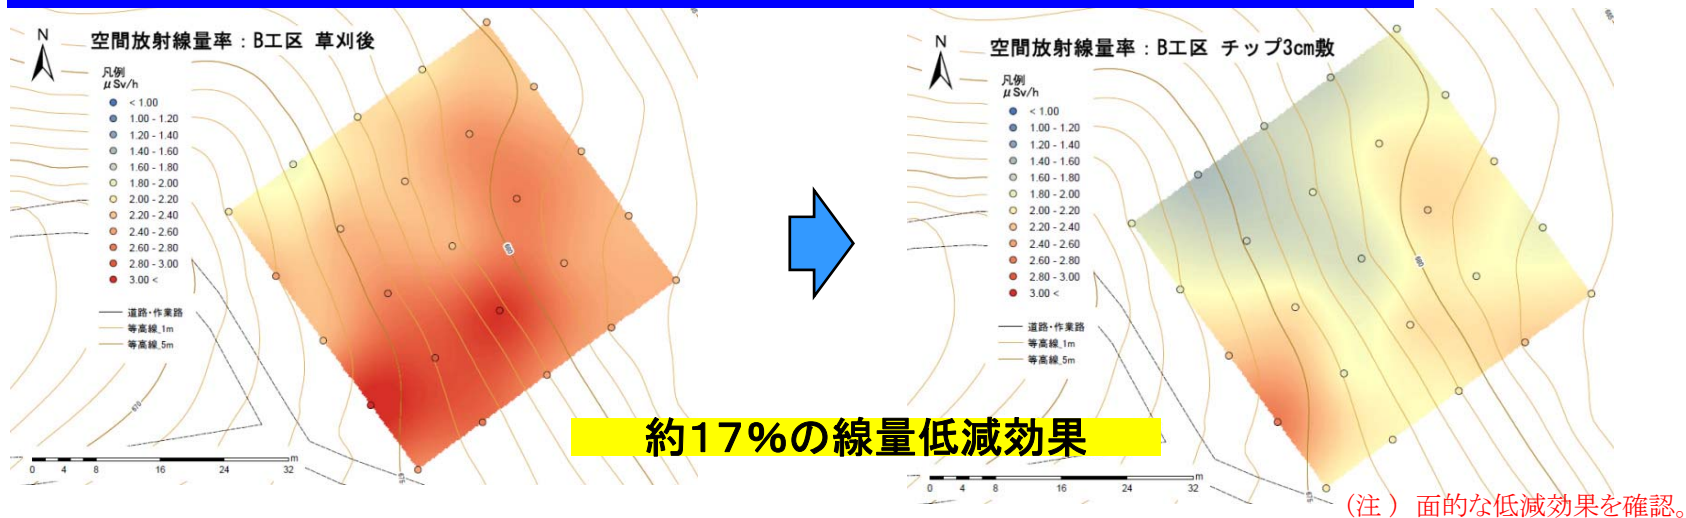 空間放射線量率：B工区 草刈後
N
凡例
μSv/h
< 1.00
1.00 - 1.20
1.20 - 1.40
1.40 - 1.60
1.60 - 1.80
1.80 - 2.00
2.00 - 2.20
2.20 - 2.40
2.40 - 2.60
2.60 - 2.80
2.80 - 3.00
3.00 <
道路・作業路
等高線_1m
等高線_5m
680
670
675
0 4 8 16 24 32 m
空間放射線量率：B工区 チップ3cm敷
N
凡例
μSv/h
< 1.00
1.00 - 1.20
1.20 - 1.40
1.40 - 1.60
1.60 - 1.80
1.80 - 2.00
2.00 - 2.20
2.20 - 2.40
2.40 - 2.60
2.60 - 2.80
2.80 - 3.00
3.00 <
道路・作業路
等高線_1m
等高線_5m
680
670
675
0 4 8 16 24 32 m
約17%の線量低減効果
(注）面的な低減効果を確認。